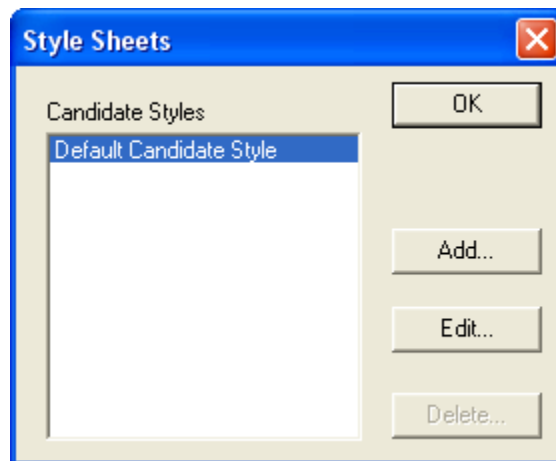 Style Sheets
Candidate Styles
OK
Default Candidate Style
Add...
Edit...
Delete...